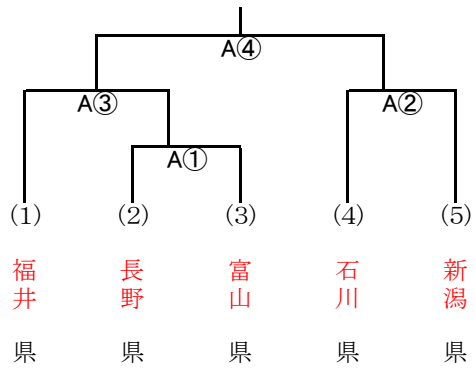 A④
A③
A②
A①
(1) (2) (3) (4) (5)
福井県 長野県 富山県 石川県 新潟県